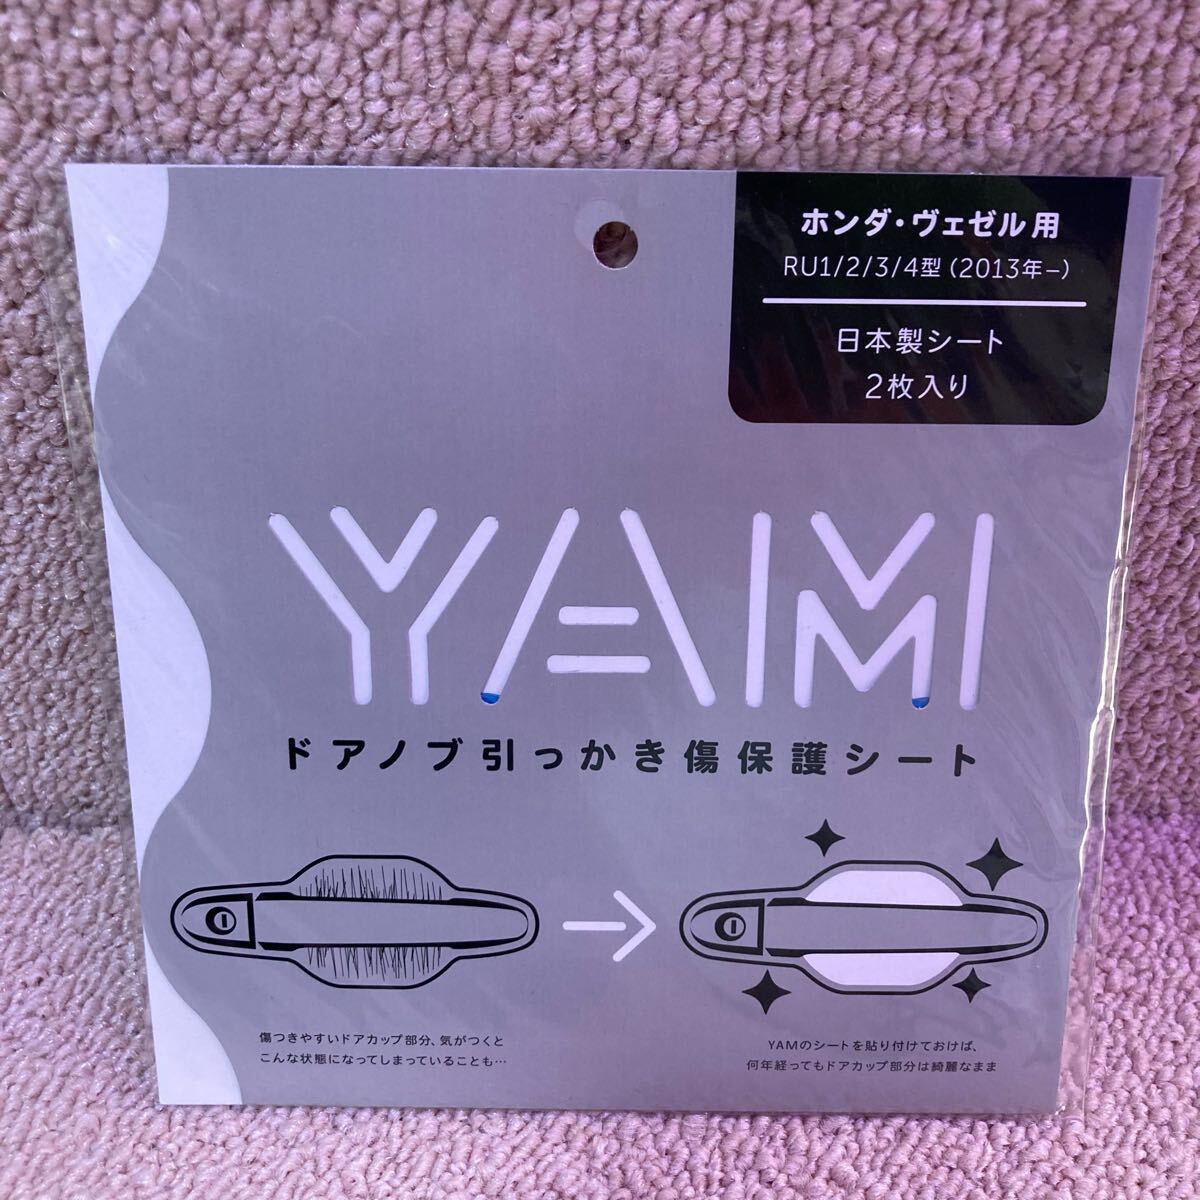 ホンダ・ヴェゼル用
RU1/2/3/4型（2013年–）
日本製シート
2枚入り
YAM
ドアノブ引っかき傷保護シート
傷つきやすいドアカップ部分、気がつくと
こんな状態になってしまっていることも…
YAMのシートを貼り付けておけば、
何年経ってもドアカップ部分は綺麗なまま